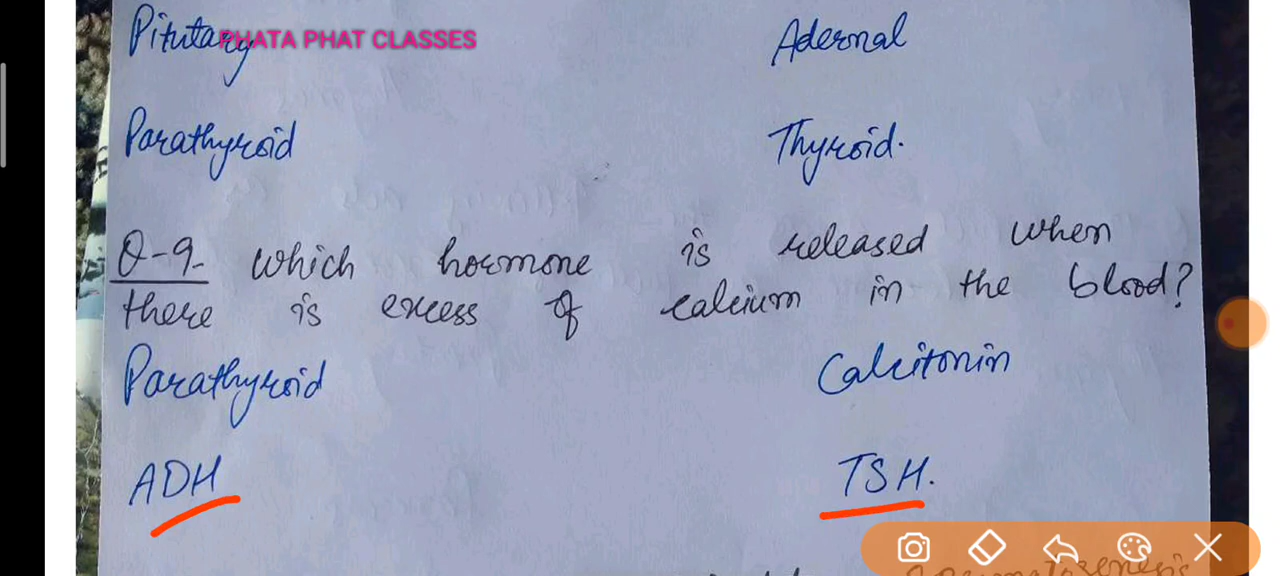 Pitutary PHATA PHAT CLASSES Adernal
Parathyroid Thyroid.
Q-9- which hormone is released when
there is excess of calcium in the blood?
Parathyroid Calcitonin
ADH TSH.